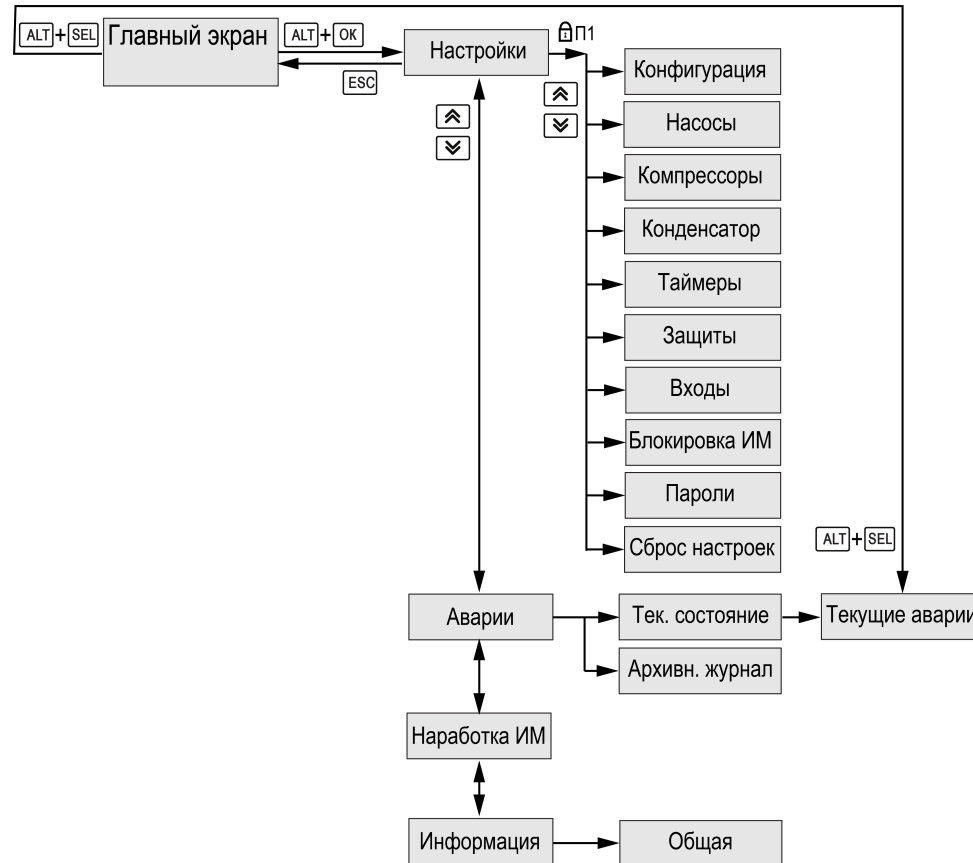 ALT+SEL
Главный экран
ALT+OK
ESC
Настройки
П1
Конфигурация
Насосы
Компрессоры
Конденсатор
Таймеры
Защиты
Входы
Блокировка ИМ
Пароли
Сброс настроек
ALT+SEL
Аварии
Тек. состояние
Текущие аварии
Архивн. журнал
Наработка ИМ
Информация
Общая